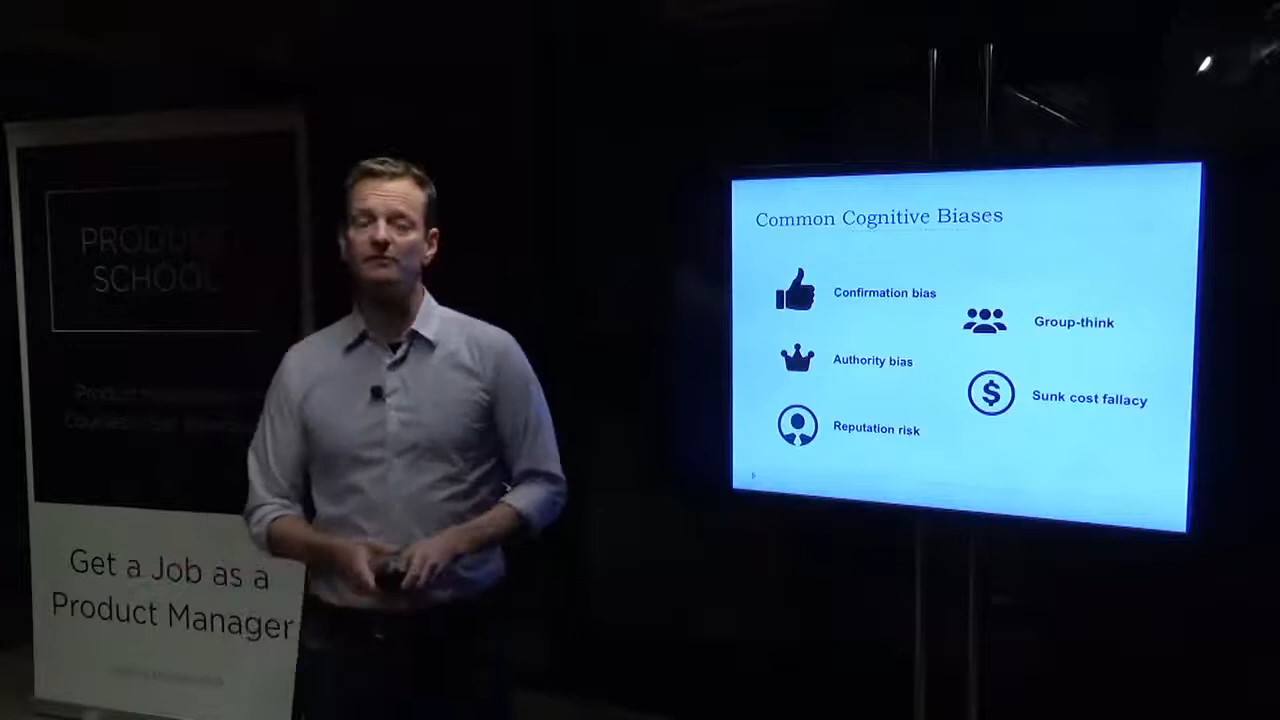 PRODUCT
SCHOOL
Get a Job as a
Product Manager
Common Cognitive Biases
Confirmation bias
Group-think
Authority bias
Sunk cost fallacy
Reputation risk